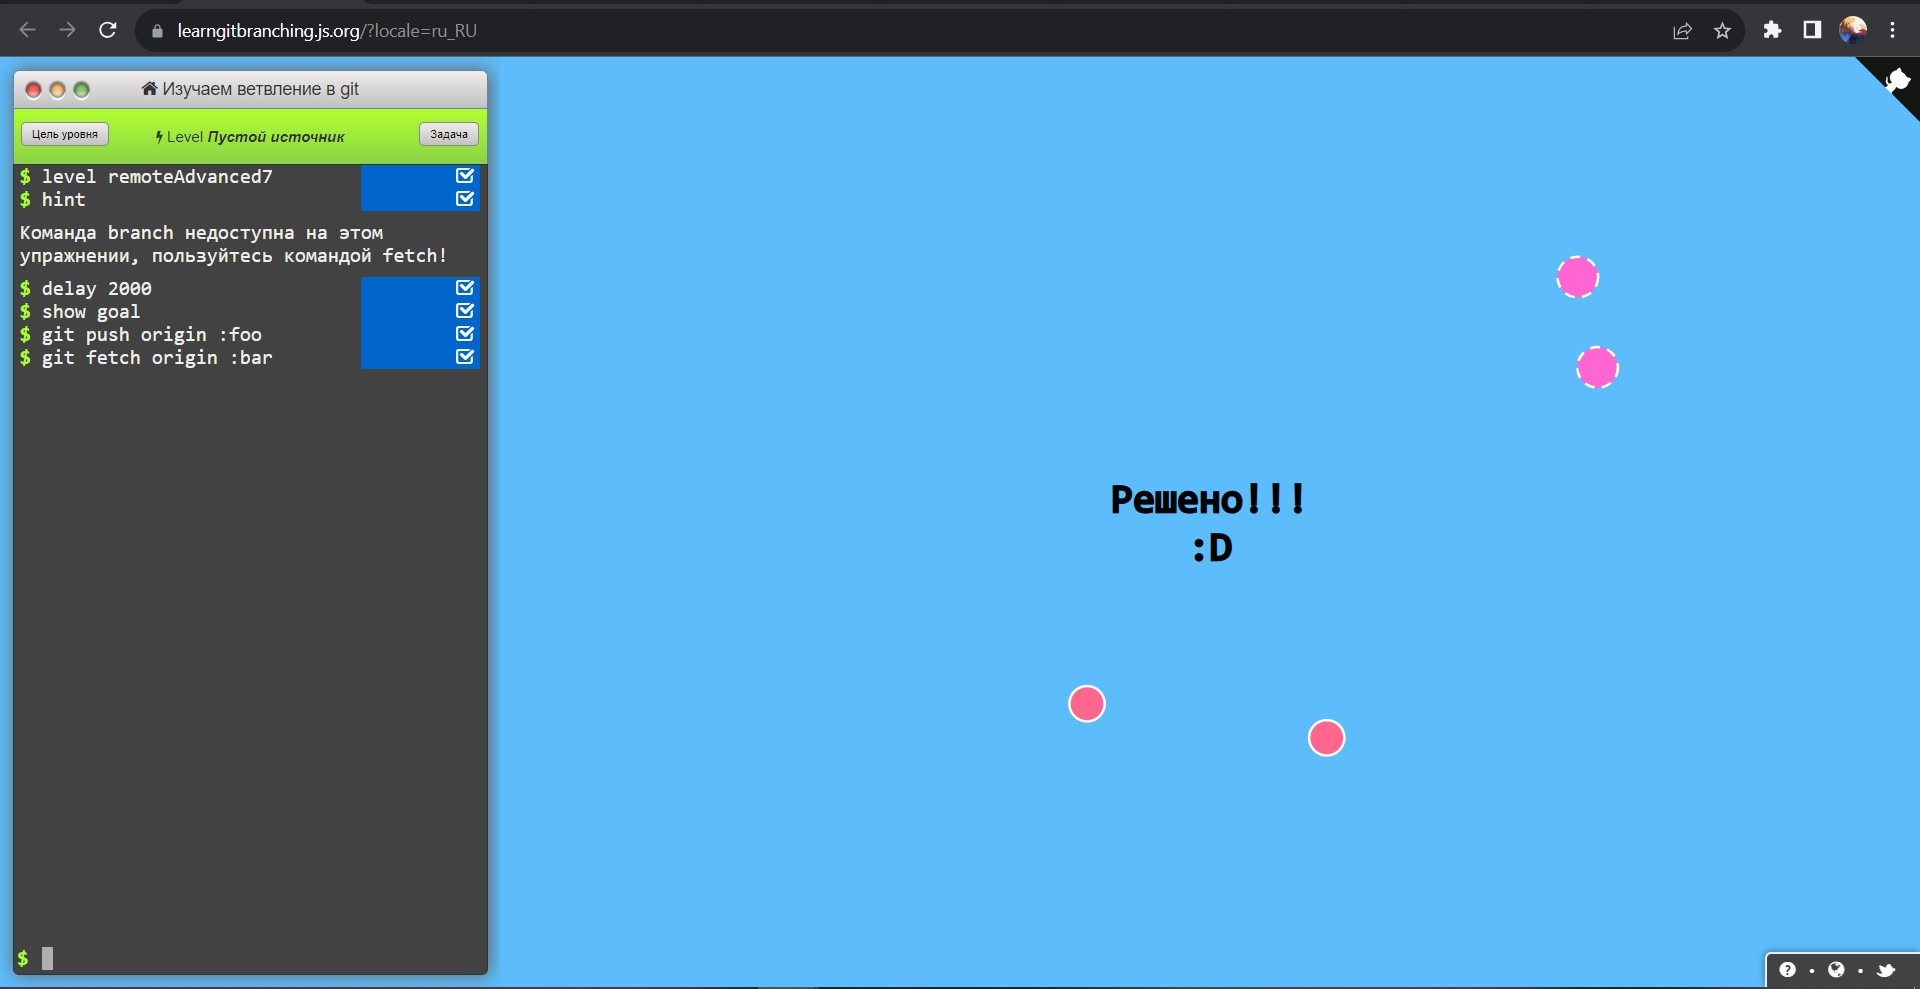 learngitbranching.js.org/?locale=ru_RU
Изучаем ветвление в git
Цель уровня
Level Пустой источник
Задача
$ level remoteAdvanced7
$ hint
Команда branch недоступна на этом
упражнении, пользуйтесь командой fetch!
$ delay 2000
$ show goal
$ git push origin :foo
$ git fetch origin :bar
Решено!!!
:D
$